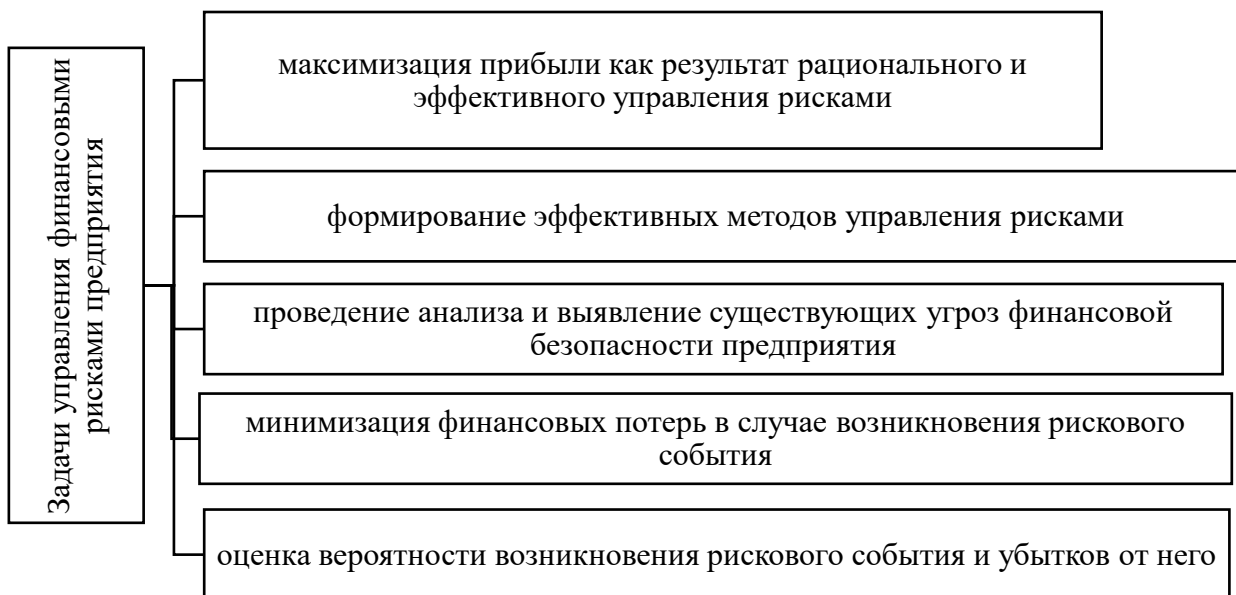 Задачи управления финансовыми
рисками предприятия
максимизация прибыли как результат рационального и
эффективного управления рисками
формирование эффективных методов управления рисками
проведение анализа и выявление существующих угроз финансовой
безопасности предприятия
минимизация финансовых потерь в случае возникновения рискового
события
оценка вероятности возникновения рискового события и убытков от него